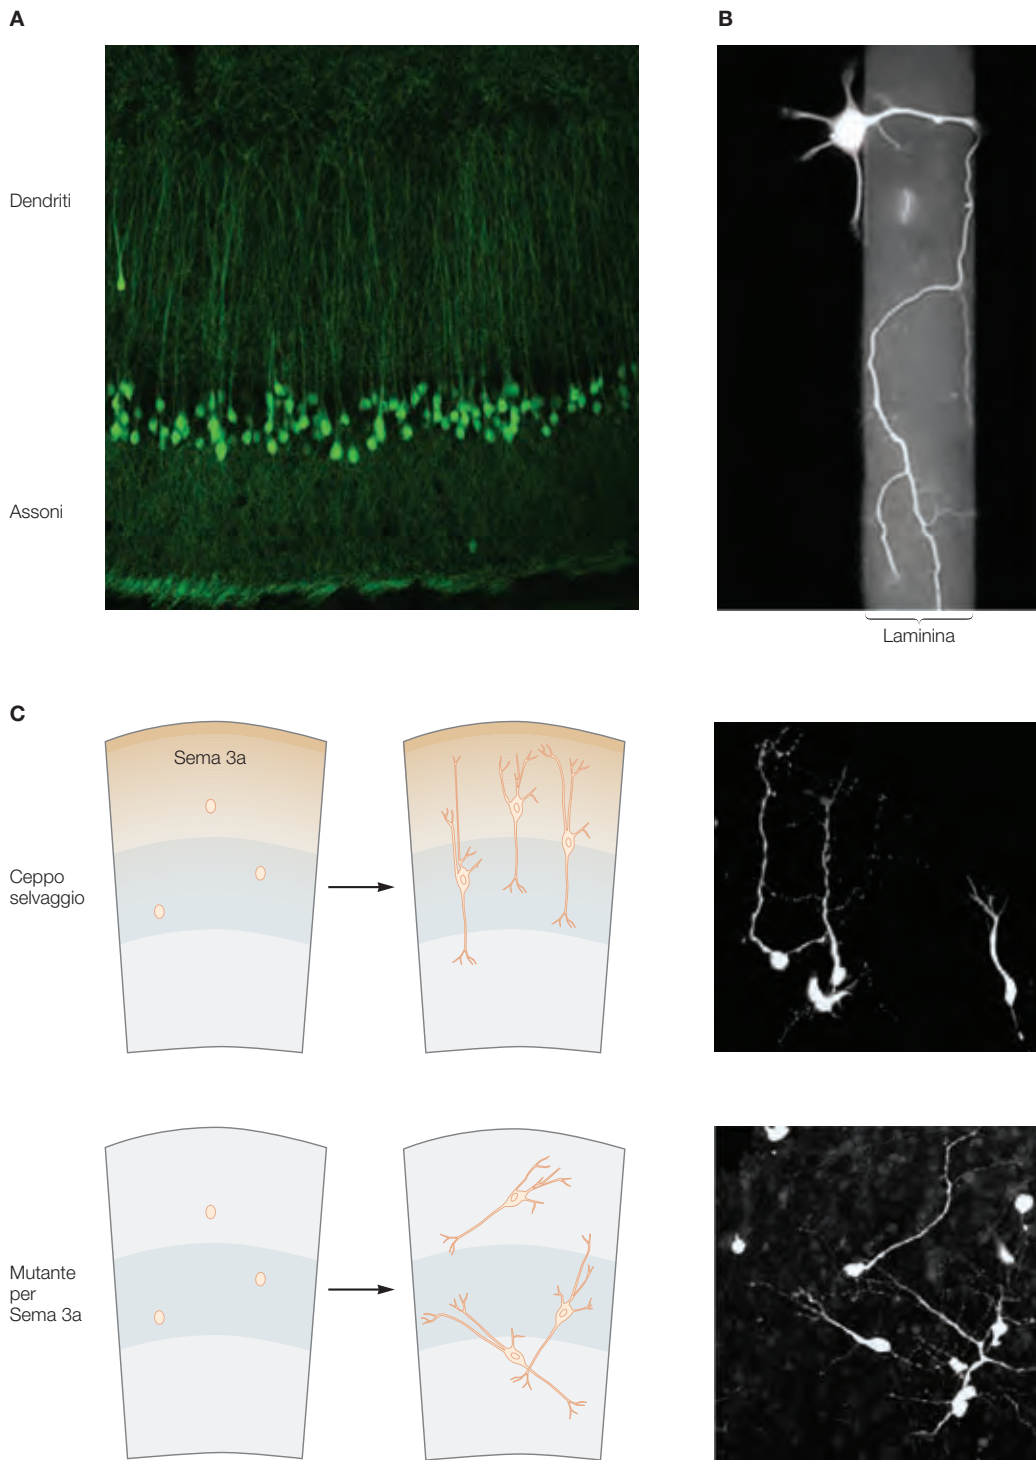 A
B
Dendriti
Assoni
Laminina
C
Sema 3a
Ceppo
selvaggio
Mutante
per
Sema 3a